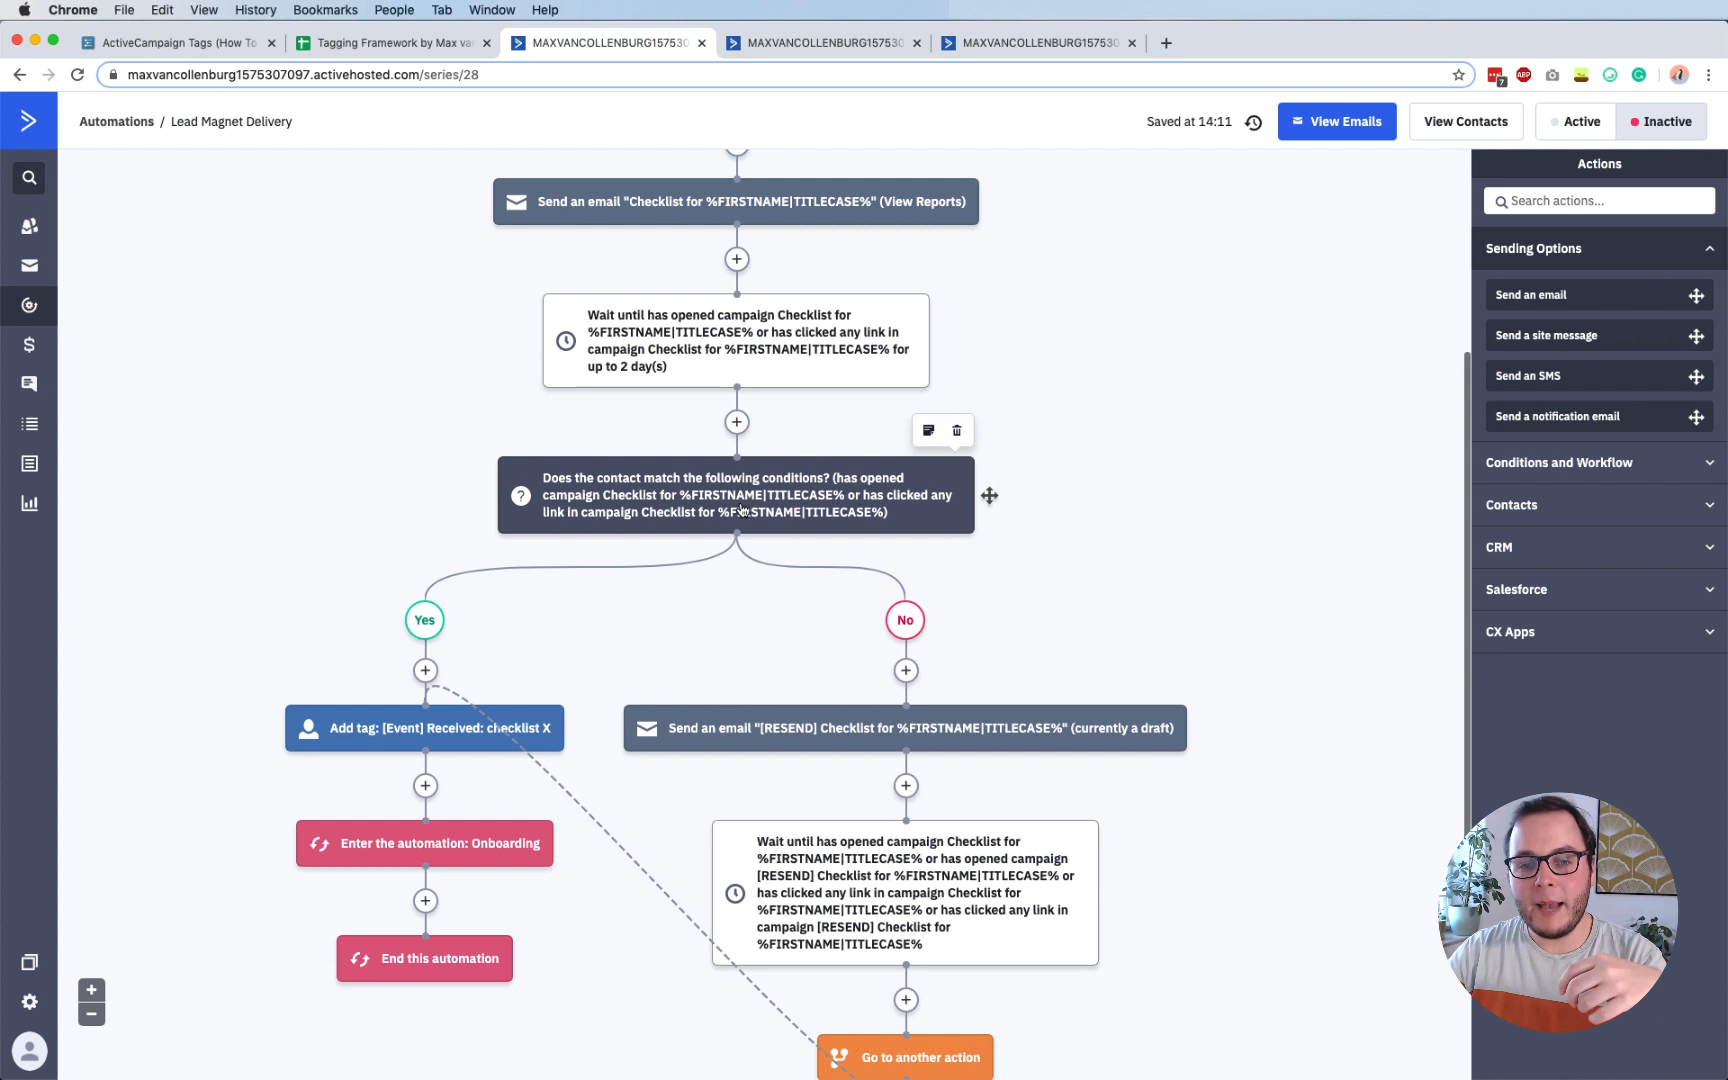 Chrome File Edit View History Bookmarks People Tab Window Help
ActiveCampaign Tags (How To
Tagging Framework by Max va
MAXVANCOLLENBURG157530
MAXVANCOLLENBURG157530
MAXVANCOLLENBURG157530
maxvancollenburg1575307097.activehosted.com/series/28
7
ABP
Automations / Lead Magnet Delivery
Saved at 14:11
View Emails
View Contacts
Active
Inactive
Actions
Search actions...
Sending Options
Send an email
Send a site message
Send an SMS
Send a notification email
Conditions and Workflow
Contacts
CRM
Salesforce
CX Apps
Send an email "Checklist for %FIRSTNAME|TITLECASE%" (View Reports)
Wait until has opened campaign Checklist for
%FIRSTNAME|TITLECASE% or has clicked any link in
campaign Checklist for %FIRSTNAME|TITLECASE% for
up to 2 day(s)
Does the contact match the following conditions? (has opened
campaign Checklist for %FIRSTNAME|TITLECASE% or has clicked any
link in campaign Checklist for %FIRSTNAME|TITLECASE%)
Yes
No
Add tag: [Event] Received: checklist X
Send an email "[RESEND] Checklist for %FIRSTNAME|TITLECASE%" (currently a draft)
Enter the automation: Onboarding
Wait until has opened campaign Checklist for
%FIRSTNAME|TITLECASE% or has opened campaign
[RESEND] Checklist for %FIRSTNAME|TITLECASE% or
has clicked any link in campaign Checklist for
%FIRSTNAME|TITLECASE% or has clicked any link in
campaign [RESEND] Checklist for
%FIRSTNAME|TITLECASE%
End this automation
Go to another action